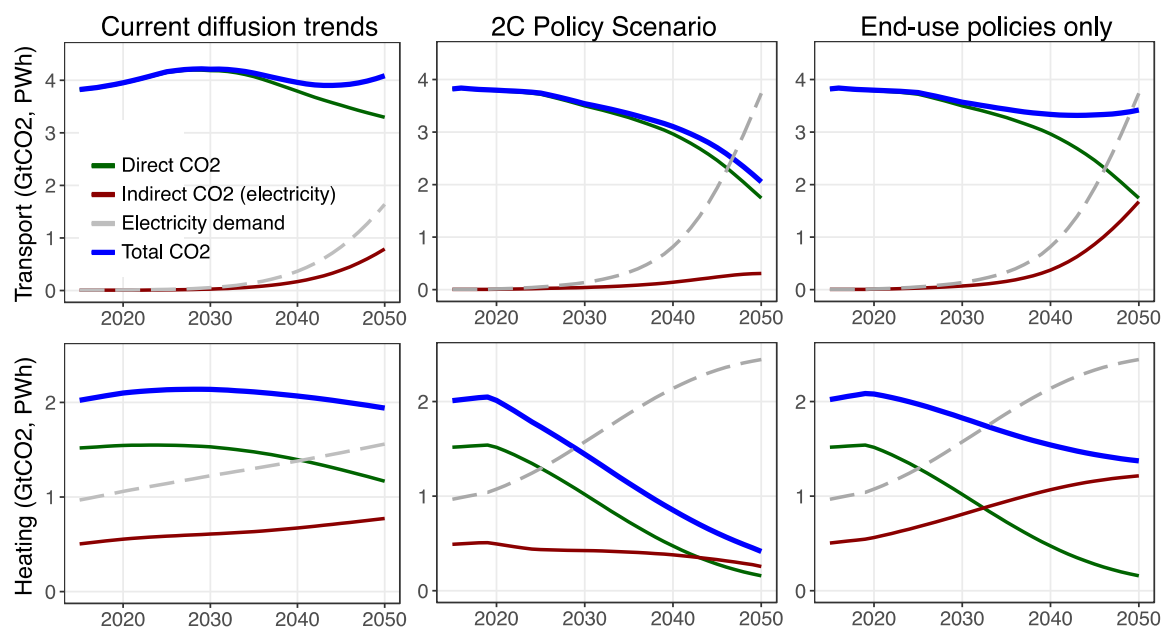 Current diffusion trends
2C Policy Scenario
End-use policies only
Transport (GtCO2, PWh)
4
3
2
1
0
Direct CO2
Indirect CO2 (electricity)
Electricity demand
Total CO2
2020 2030 2040 2050
4
3
2
1
0
2020 2030 2040 2050
4
3
2
1
0
2020 2030 2040 2050
Heating (GtCO2, PWh)
2
1
0
2020 2030 2040 2050
2
1
0
2020 2030 2040 2050
2
1
0
2020 2030 2040 2050